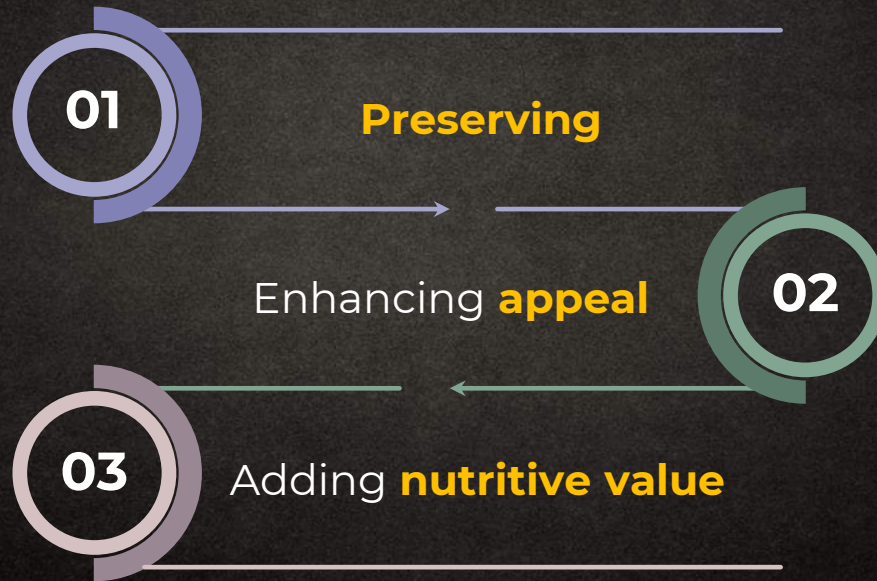 01
Preserving
02
Enhancing appeal
03
Adding nutritive value